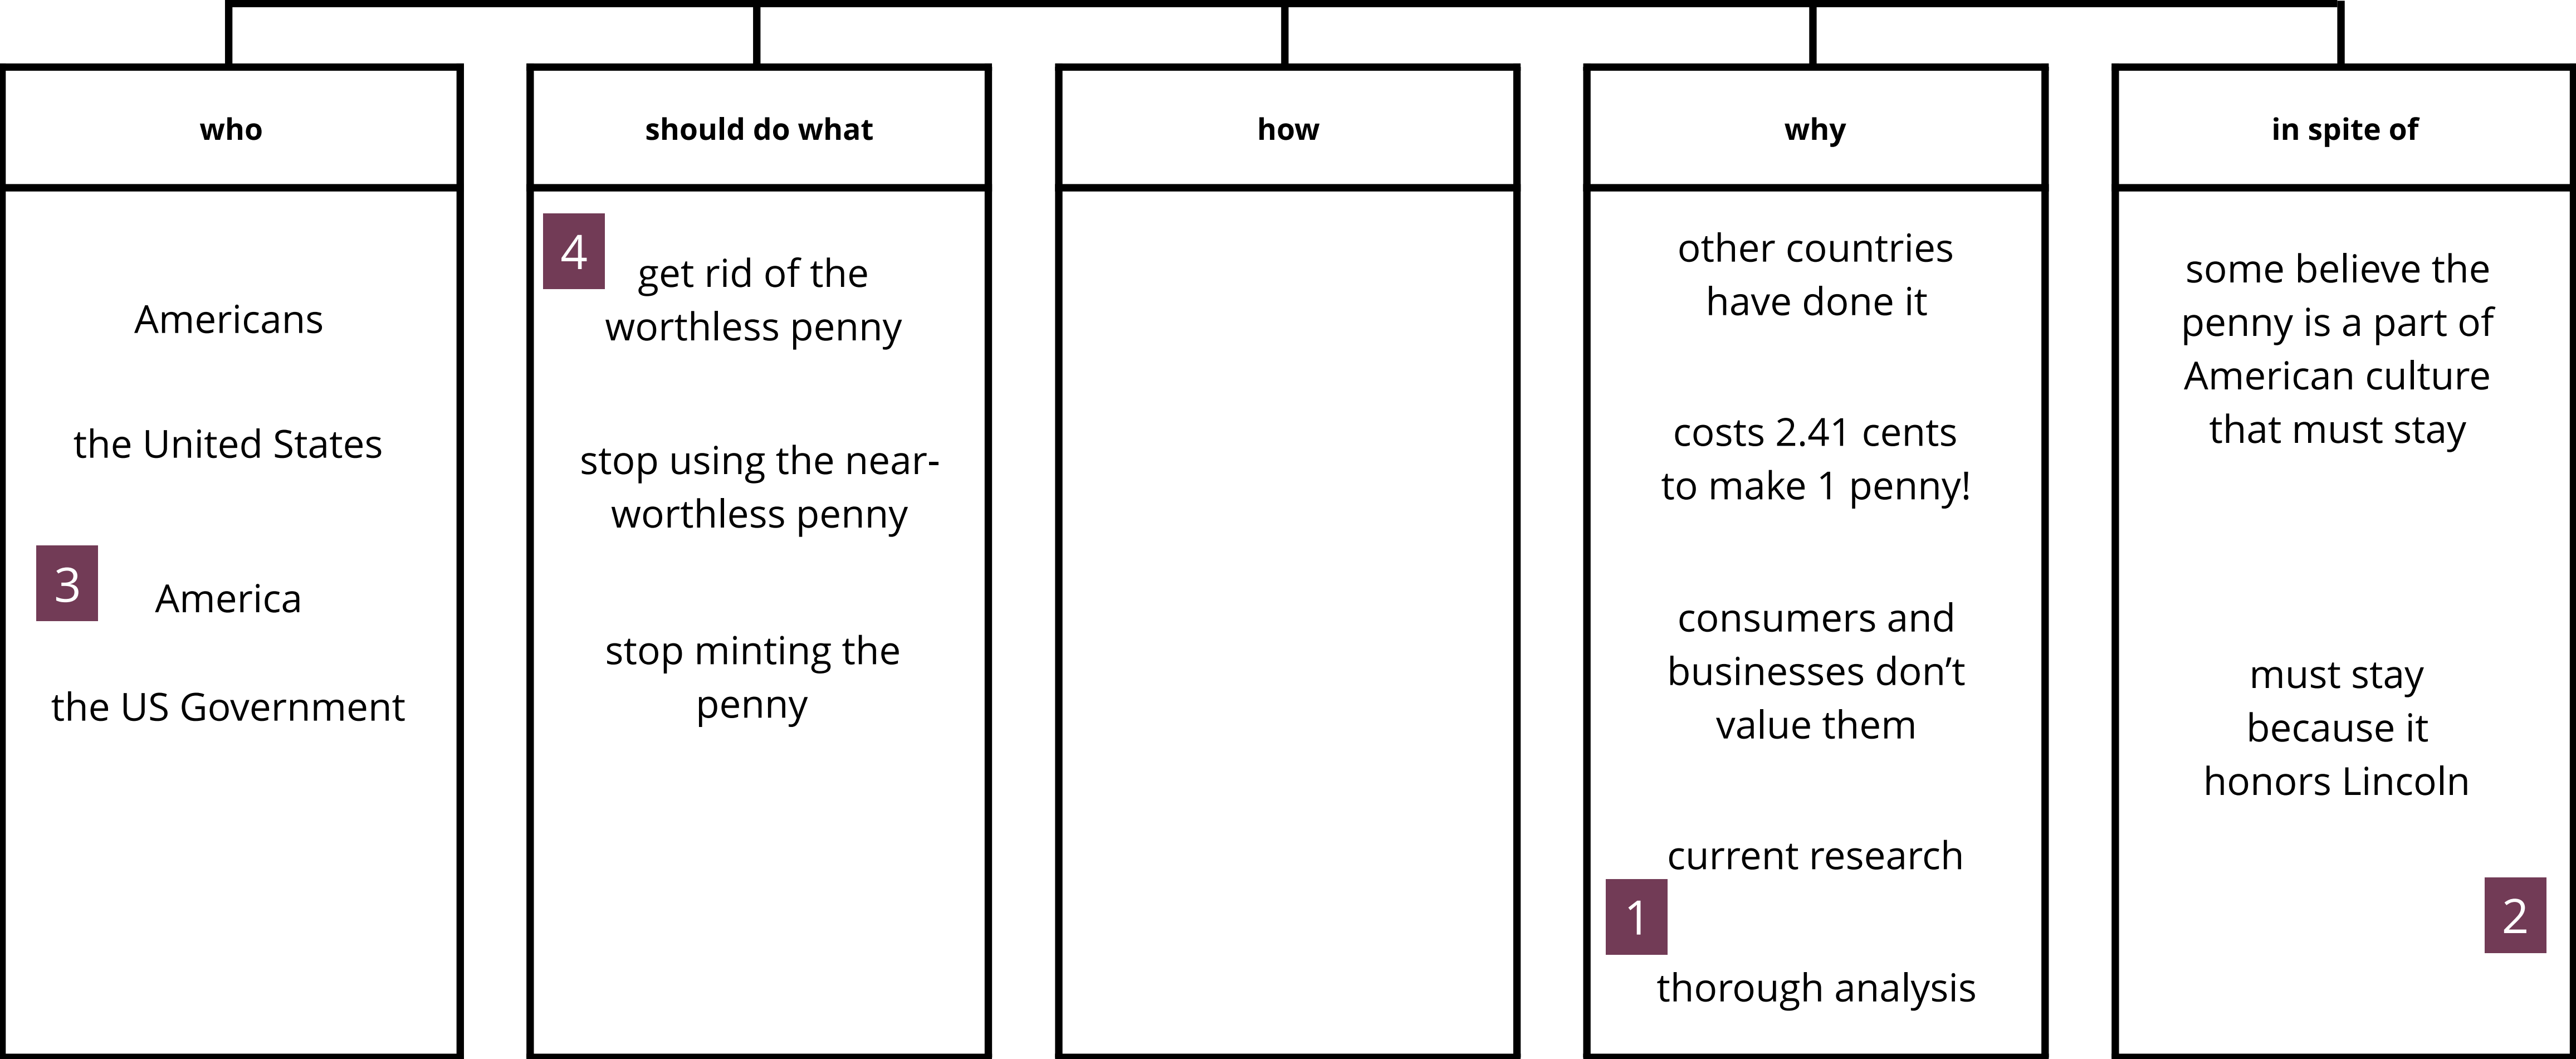 who
Americans
the United States
3
America
the US Government
should do what
4
get rid of the
worthless penny
stop using the near-
worthless penny
stop minting the
penny
how
why
other countries
have done it
costs 2.41 cents
to make 1 penny!
consumers and
businesses don’t
value them
current research
1
thorough analysis
in spite of
some believe the
penny is a part of
American culture
that must stay
must stay
because it
honors Lincoln
2